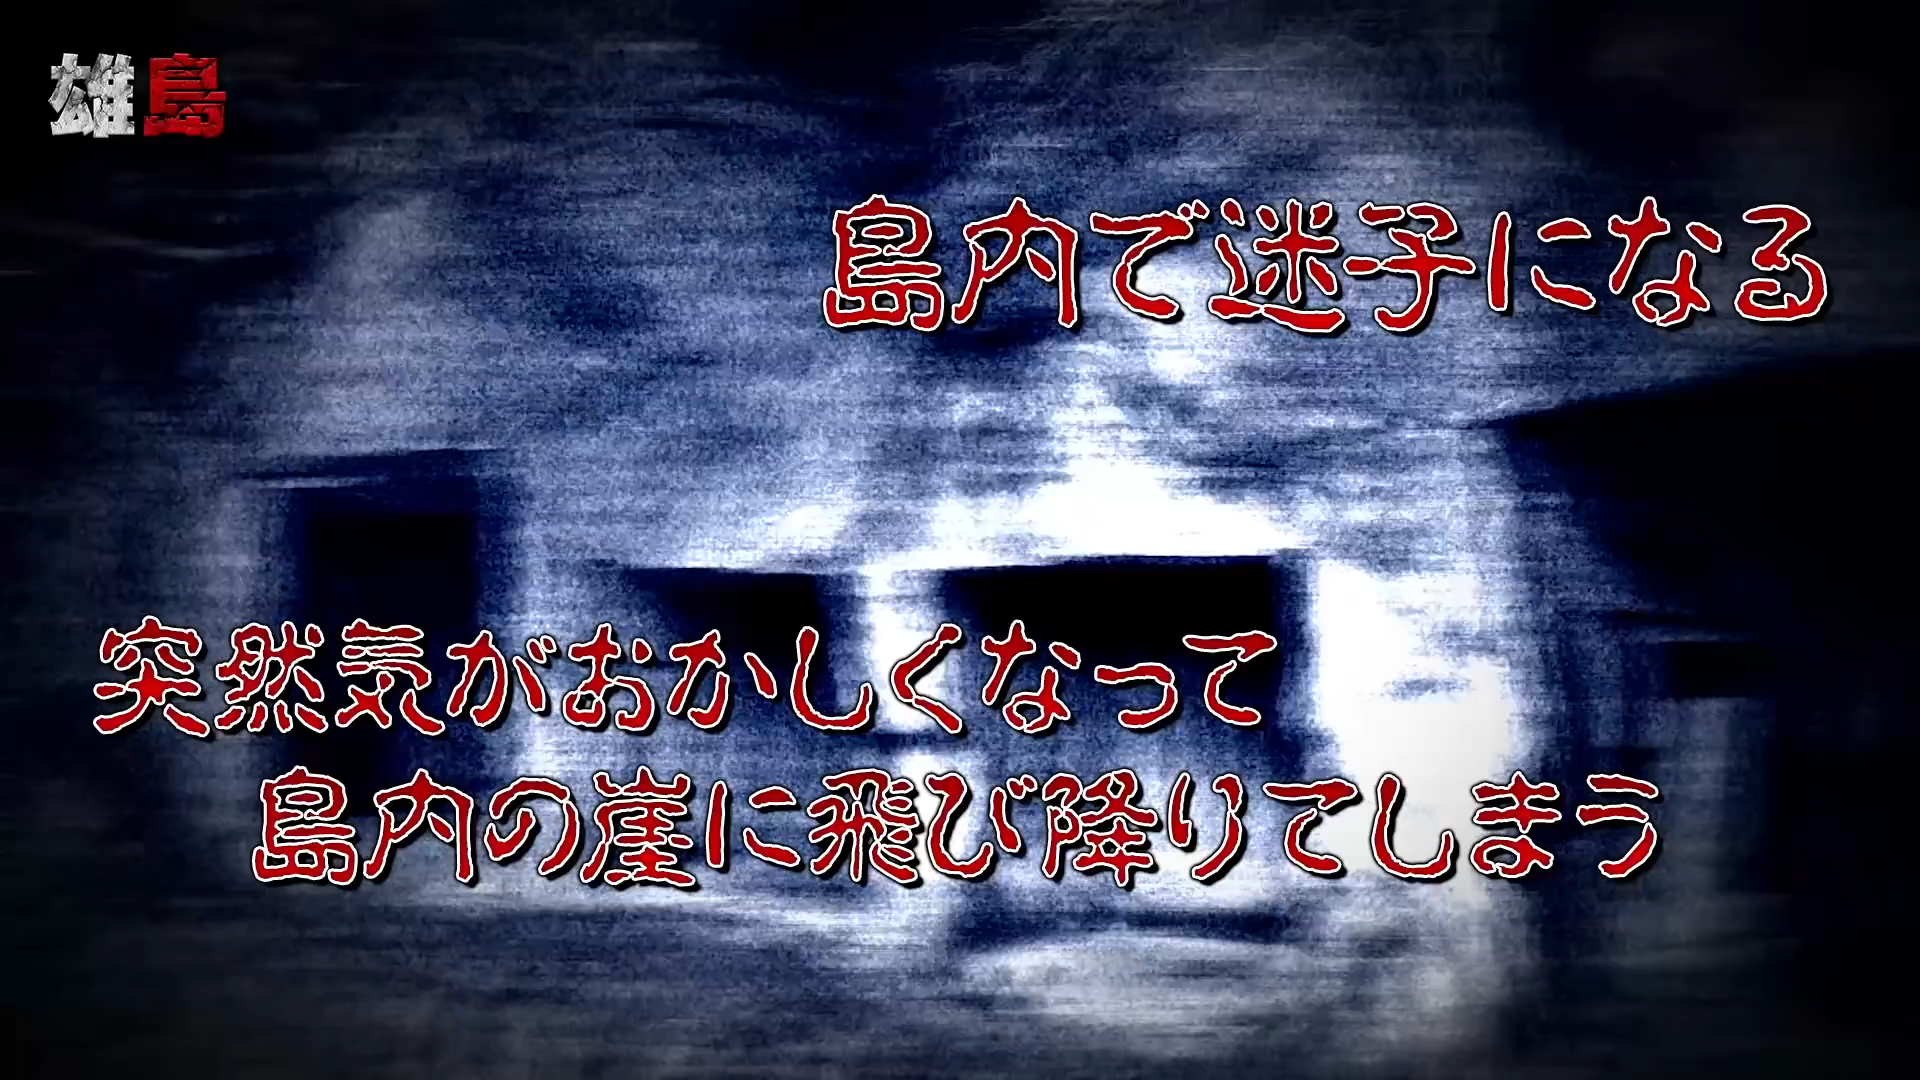 雄島
島内で迷子になる
突然気がおかしくなって
島内の崖に飛び降りてしまう